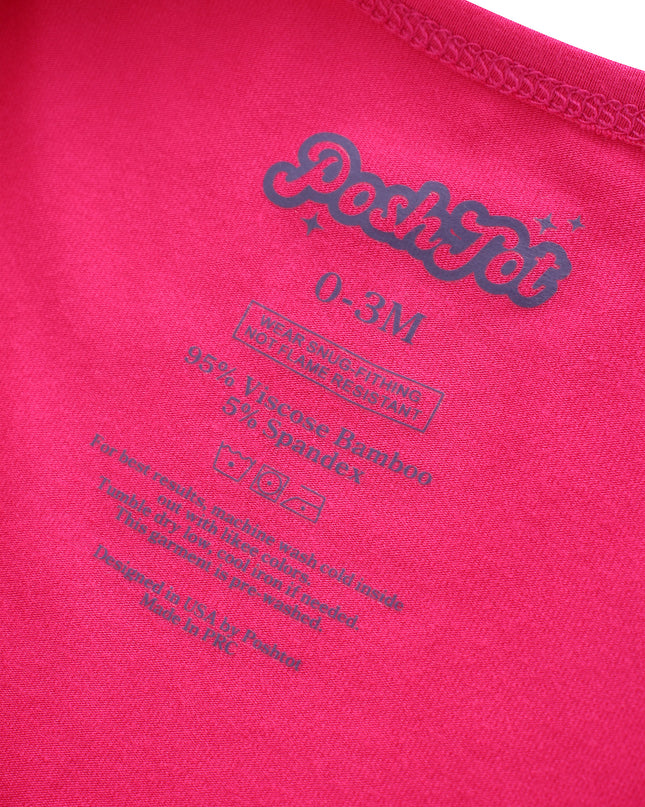 Posh Tot
0-3M
WEAR SNUG-FITHING
NOT FLAME RESISTANT
95% Viscose Bamboo
5% Spandex
For best results, machine wash cold inside
out with likee colors.
Tumble dry low, cool iron if needed.
This garment is pre-washed.
Designed in USA by Poshtot
Made in PRC